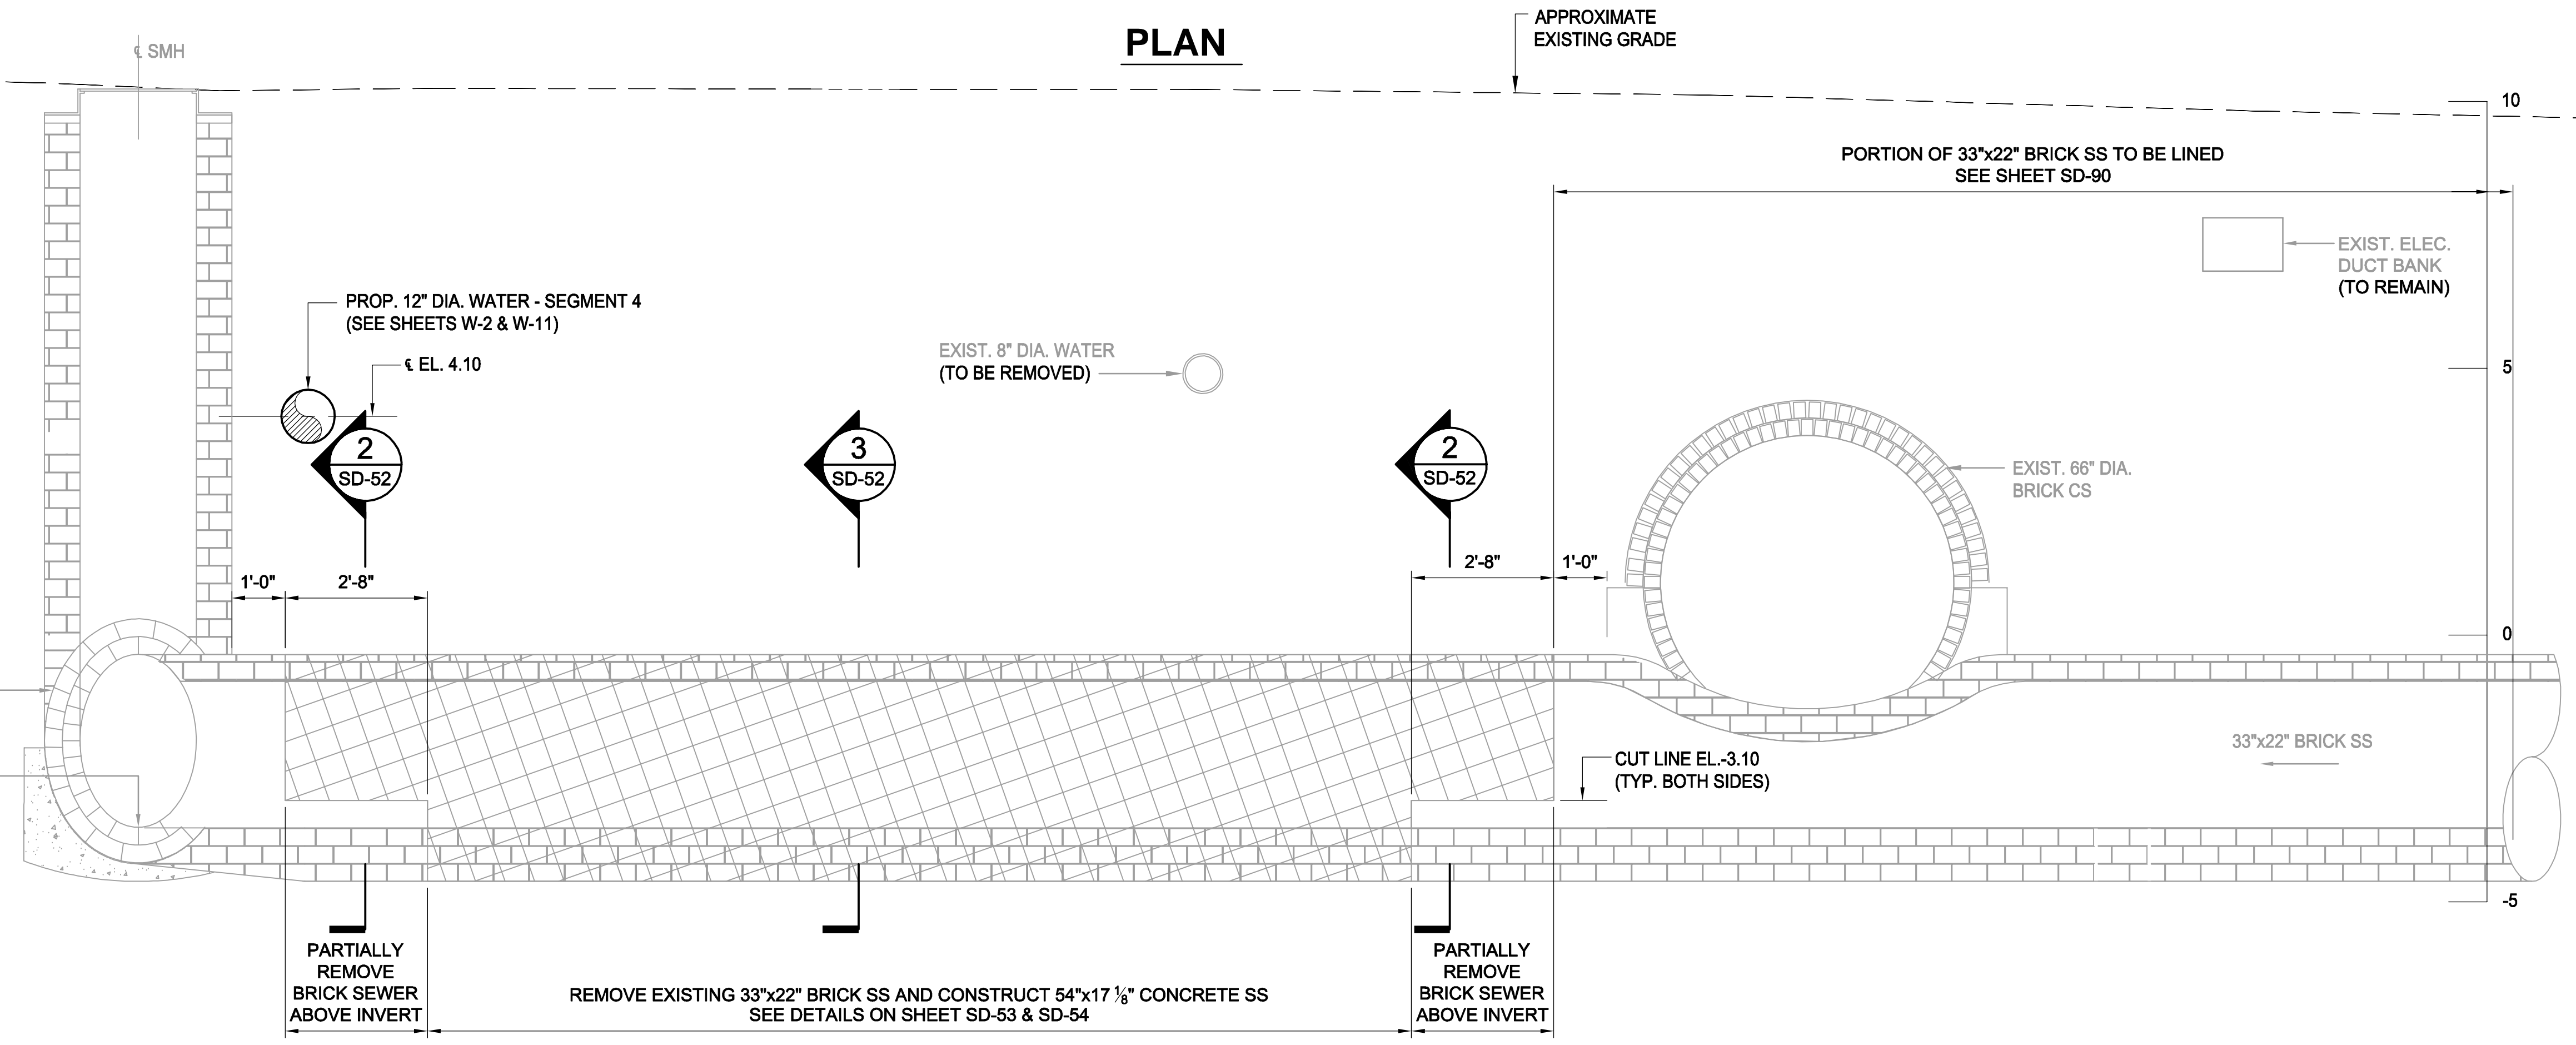 PLAN
APPROXIMATE
EXISTING GRADE
℄ SMH
10
PORTION OF 33"x22" BRICK SS TO BE LINED
SEE SHEET SD-90
EXIST. ELEC.
DUCT BANK
(TO REMAIN)
PROP. 12" DIA. WATER - SEGMENT 4
(SEE SHEETS W-2 & W-11)
℄ EL. 4.10
EXIST. 8" DIA. WATER
(TO BE REMOVED)
5
2
SD-52
3
SD-52
2
SD-52
EXIST. 66" DIA.
BRICK CS
1'-0"
2'-8"
2'-8"
1'-0"
0
33"x22" BRICK SS
CUT LINE EL.-3.10
(TYP. BOTH SIDES)
-5
PARTIALLY
REMOVE
BRICK SEWER
ABOVE INVERT
REMOVE EXISTING 33"x22" BRICK SS AND CONSTRUCT 54"x17 ⅛" CONCRETE SS
SEE DETAILS ON SHEET SD-53 & SD-54
PARTIALLY
REMOVE
BRICK SEWER
ABOVE INVERT